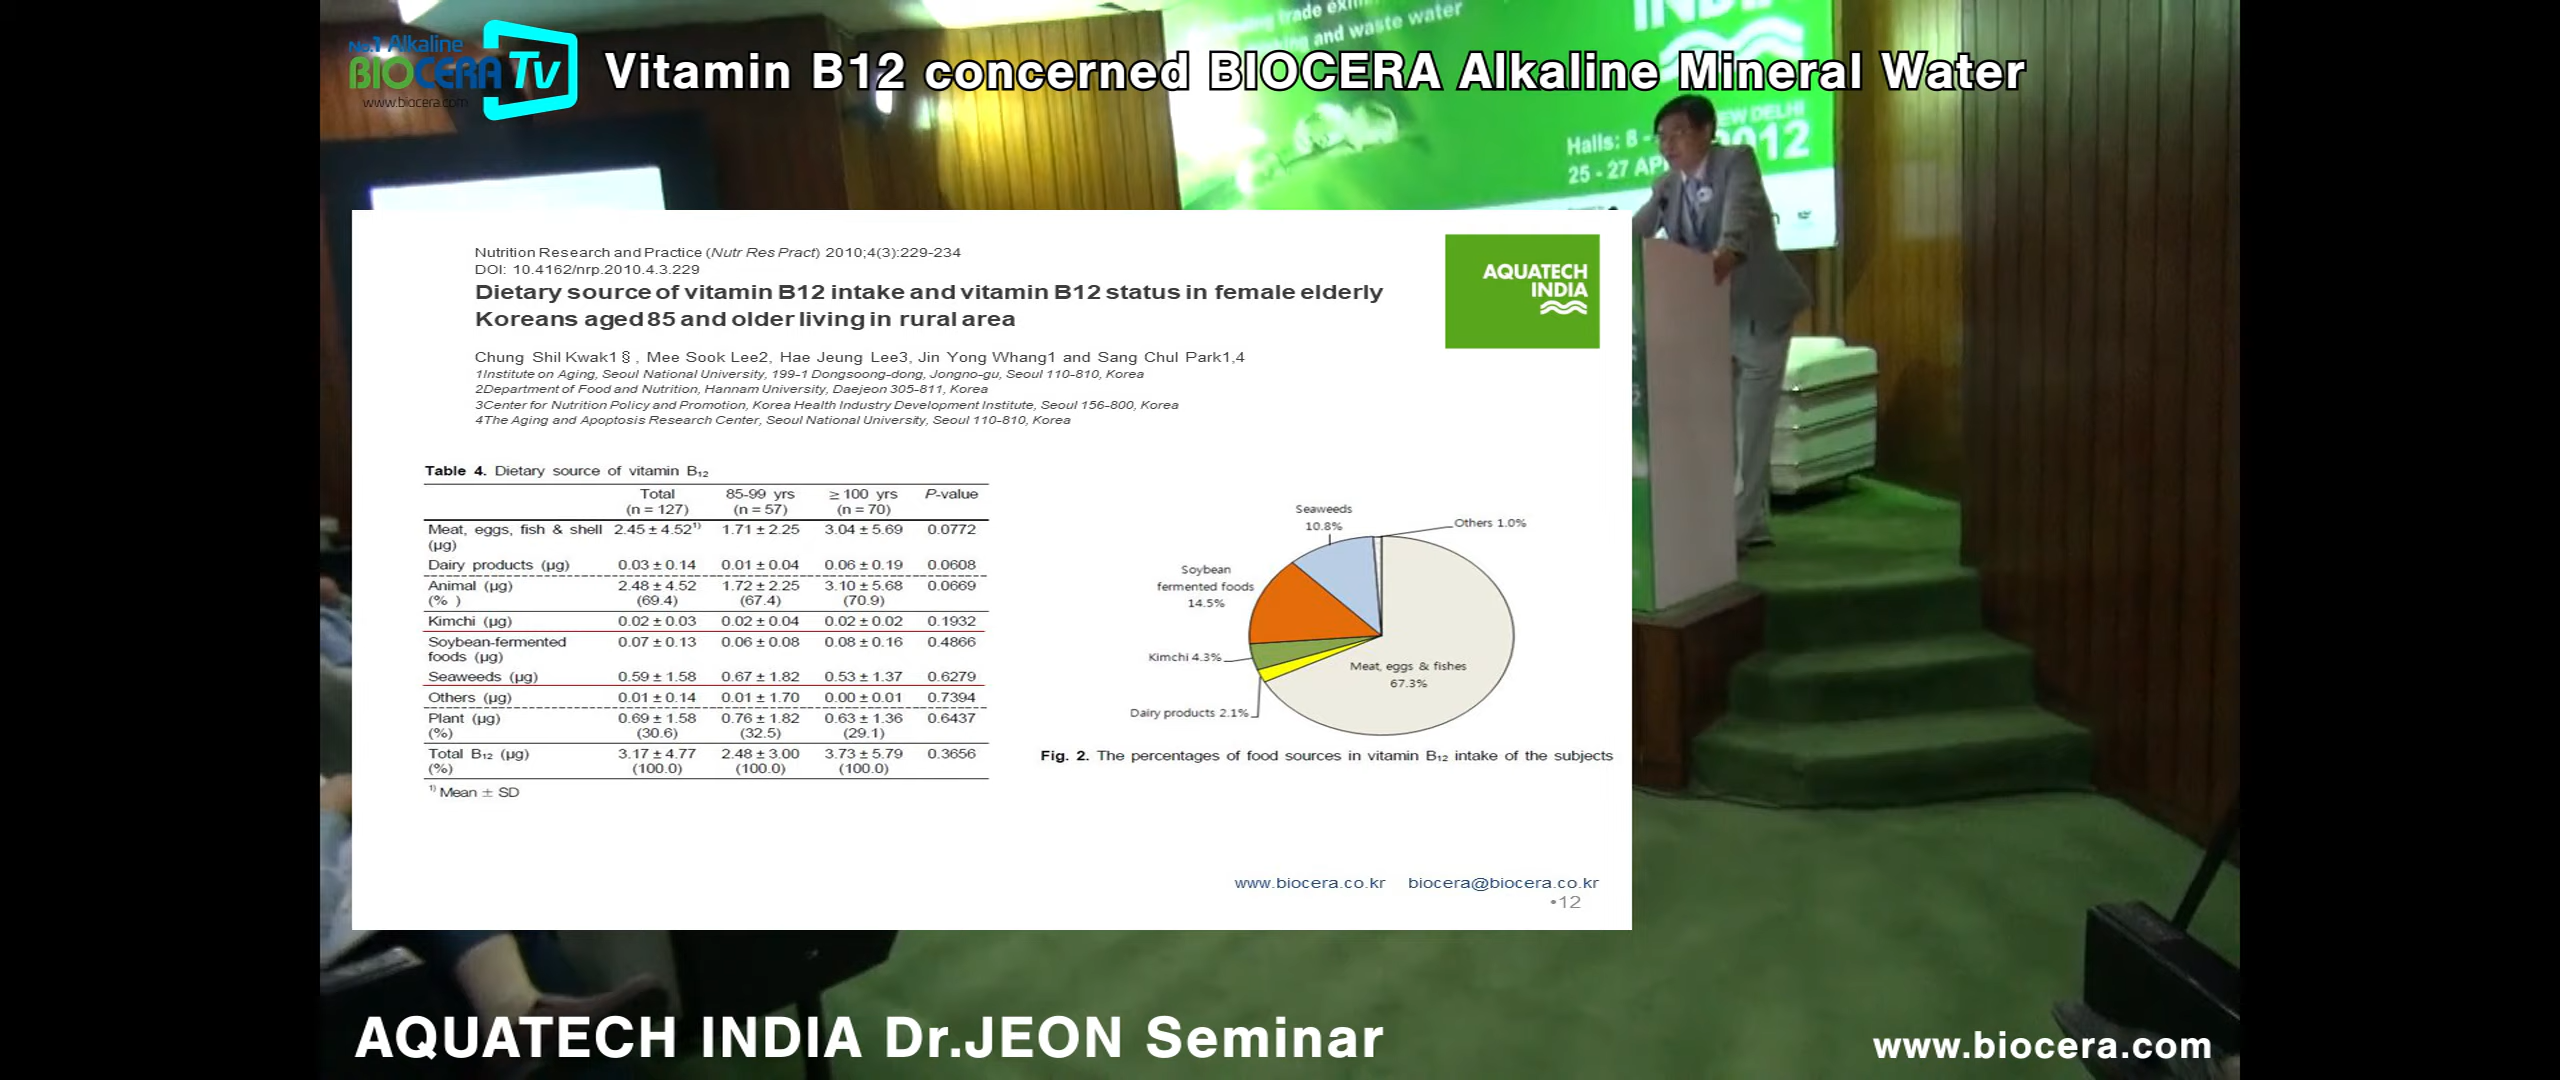 No.1 Alkaline
BIOCERA Tv
www.biocera.com
Vitamin B12 concerned BIOCERA Alkaline Mineral Water
trade
and waste water
INDIA
EW DELHI
Halls: 8 -
2012
25 - 27 AP
Nutrition Research and Practice (Nutr Res Pract) 2010;4(3):229-234
DOI: 10.4162/nrp.2010.4.3.229
Dietary source of vitamin B12 intake and vitamin B12 status in female elderly
Koreans aged 85 and older living in rural area
AQUATECH
INDIA
Chung Shil Kwak1§, Mee Sook Lee2, Hae Jeung Lee3, Jin Yong Whang1 and Sang Chul Park1,4
1Institute on Aging, Seoul National University, 199-1 Dongsoong-dong, Jongno-gu, Seoul 110-810, Korea
2Department of Food and Nutrition, Hannam University, Daejeon 305-811, Korea
3Center for Nutrition Policy and Promotion, Korea Health Industry Development Institute, Seoul 156-800, Korea
4The Aging and Apoptosis Research Center, Seoul National University, Seoul 110-810, Korea
Table 4. Dietary source of vitamin B12
Total 85-99 yrs ≥ 100 yrs P-value
(n = 127) (n = 57) (n = 70)
Meat, eggs, fish & shell 2.45 ± 4.52¹⁾ 1.71 ± 2.25 3.04 ± 5.69 0.0772
(μg)
Dairy products (μg) 0.03 ± 0.14 0.01 ± 0.04 0.06 ± 0.19 0.0608
Animal (μg) 2.48 ± 4.52 1.72 ± 2.25 3.10 ± 5.68 0.0669
(% ) (69.4) (67.4) (70.9)
Kimchi (μg) 0.02 ± 0.03 0.02 ± 0.04 0.02 ± 0.02 0.1932
Soybean-fermented 0.07 ± 0.13 0.06 ± 0.08 0.08 ± 0.16 0.4866
foods (μg)
Seaweeds (μg) 0.59 ± 1.58 0.67 ± 1.82 0.53 ± 1.37 0.6279
Others (μg) 0.01 ± 0.14 0.01 ± 1.70 0.00 ± 0.01 0.7394
Plant (μg) 0.69 ± 1.58 0.76 ± 1.82 0.63 ± 1.36 0.6437
(%) (30.6) (32.5) (29.1)
Total B12 (μg) 3.17 ± 4.77 2.48 ± 3.00 3.73 ± 5.79 0.3656
(%) (100.0) (100.0) (100.0)
¹⁾ Mean ± SD
Seaweeds
10.8%
Others 1.0%
Soybean
fermented foods
14.5%
Kimchi 4.3%
Meat, eggs & fishes
67.3%
Dairy products 2.1%
Fig. 2. The percentages of food sources in vitamin B12 intake of the subjects
www.biocera.co.kr biocera@biocera.co.kr
•12
AQUATECH INDIA Dr.JEON Seminar
www.biocera.com